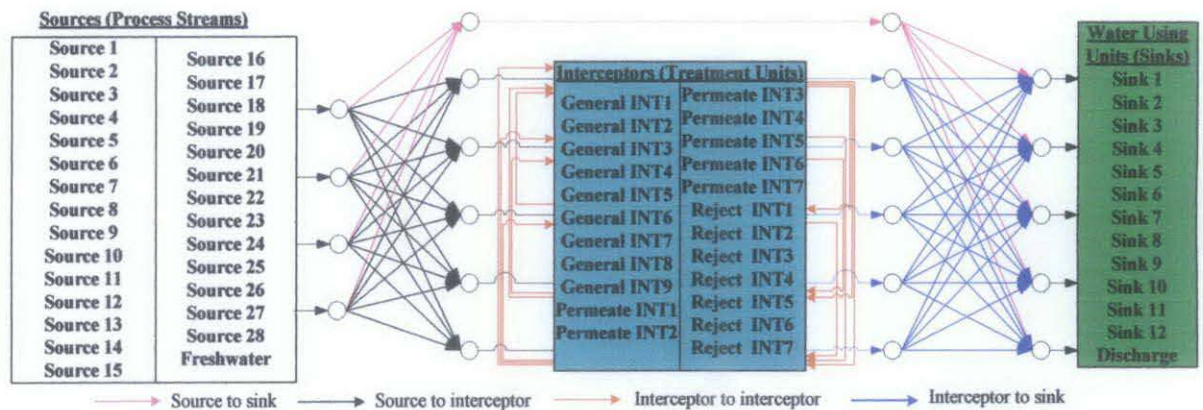 Sources (Process Streams)
Source 1
Source 2
Source 3
Source 4
Source 5
Source 6
Source 7
Source 8
Source 9
Source 10
Source 11
Source 12
Source 13
Source 14
Source 15
Source 16
Source 17
Source 18
Source 19
Source 20
Source 21
Source 22
Source 23
Source 24
Source 25
Source 26
Source 27
Source 28
Freshwater
Interceptors (Treatment Units)
General INT1
General INT2
General INT3
General INT4
General INT5
General INT6
General INT7
General INT8
General INT9
Permeate INT1
Permeate INT2
Permeate INT3
Permeate INT4
Permeate INT5
Permeate INT6
Permeate INT7
Reject INT1
Reject INT2
Reject INT3
Reject INT4
Reject INT5
Reject INT6
Reject INT7
Water Using
Units (Sinks)
Sink 1
Sink 2
Sink 3
Sink 4
Sink 5
Sink 6
Sink 7
Sink 8
Sink 9
Sink 10
Sink 11
Sink 12
Discharge
Source to sink
Source to interceptor
Interceptor to interceptor
Interceptor to sink